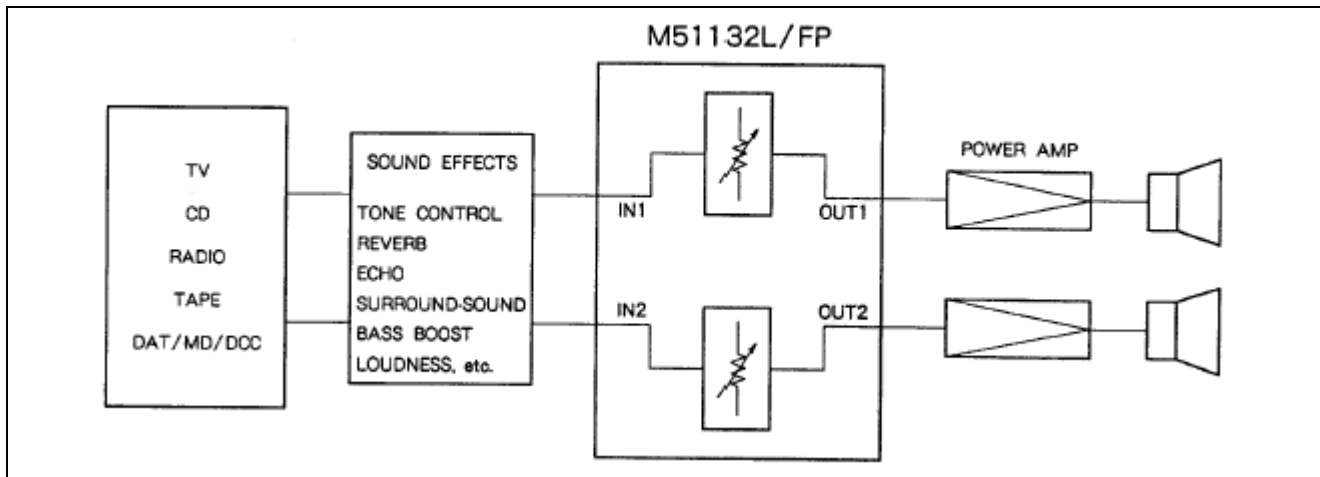 M51132L/FP
TV
CD
RADIO
TAPE
DAT/MD/DCC
SOUND EFFECTS
TONE CONTROL
REVERB
ECHO
SURROUND-SOUND
BASS BOOST
LOUDNESS, etc.
IN1
OUT1
IN2
OUT2
POWER AMP